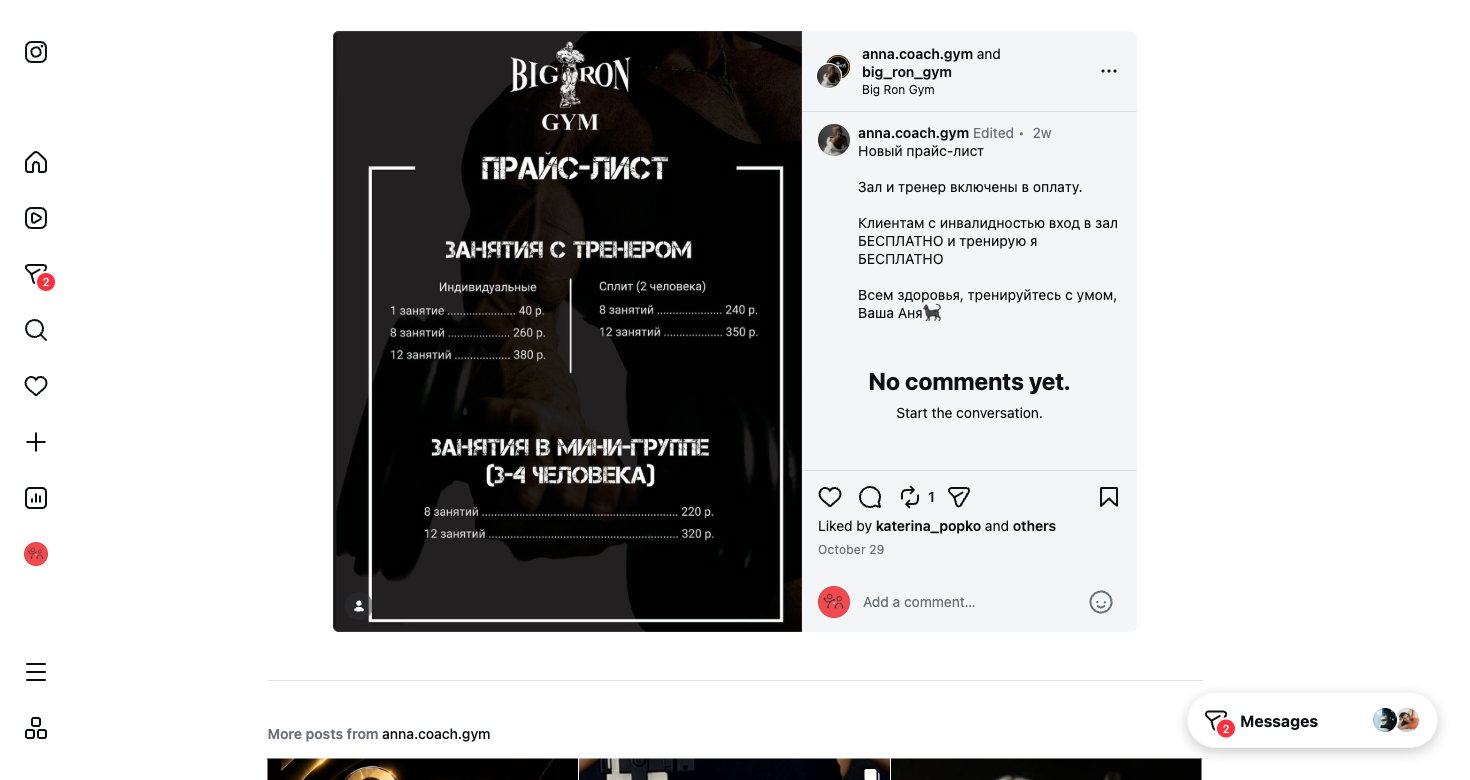 BIG RON
GYM
ПРАЙС-ЛИСТ
ЗАНЯТИЯ С ТРЕНЕРОМ
Индивидуальные
1 занятие ...................... 40 р.
8 занятий .................... 260 р.
12 занятий .................. 380 р.
Сплит (2 человека)
8 занятий ..................... 240 р.
12 занятий ................... 350 р.
ЗАНЯТИЯ В МИНИ-ГРУППЕ
(3-4 ЧЕЛОВЕКА)
8 занятий ................................................................ 220 р.
12 занятий .............................................................. 320 р.
anna.coach.gym and
big_ron_gym
Big Ron Gym
anna.coach.gym Edited • 2w
Новый прайс-лист
Зал и тренер включены в оплату.
Клиентам с инвалидностью вход в зал
БЕСПЛАТНО и тренирую я
БЕСПЛАТНО
Всем здоровья, тренируйтесь с умом,
Ваша Аня🐈‍⬛
No comments yet.
Start the conversation.
1
Liked by katerina_popko and others
October 29
Add a comment...
2
More posts from anna.coach.gym
2
Messages